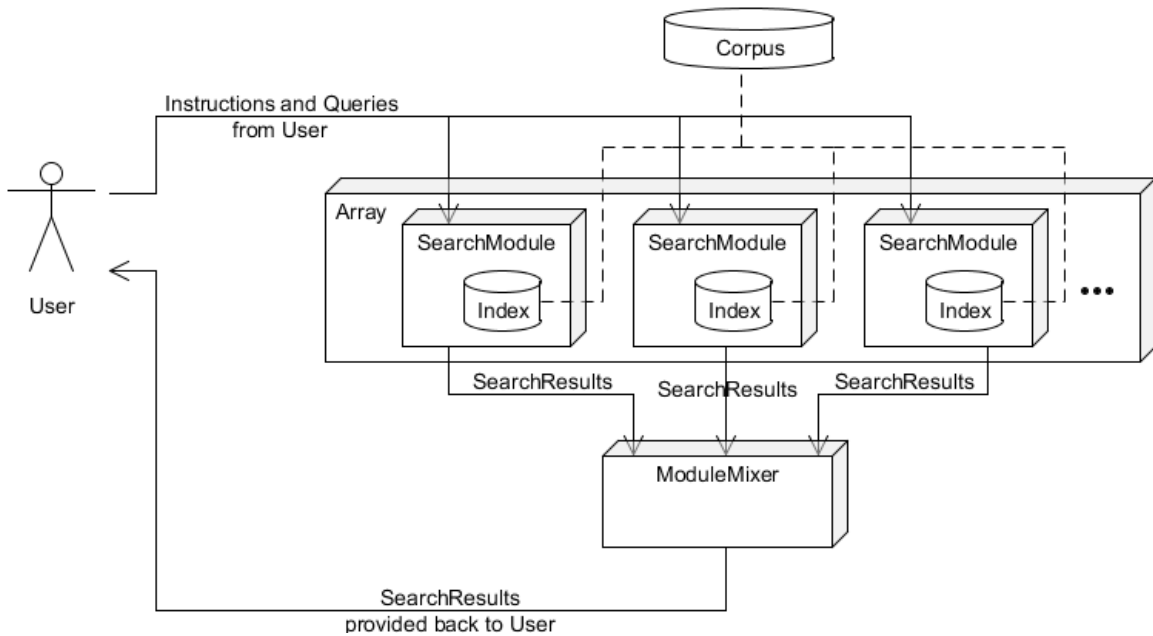 Corpus
Instructions and Queries
from User
Array
SearchModule
SearchModule
SearchModule
Index
Index
Index
•••
User
SearchResults
SearchResults
SearchResults
ModuleMixer
SearchResults
provided back to User